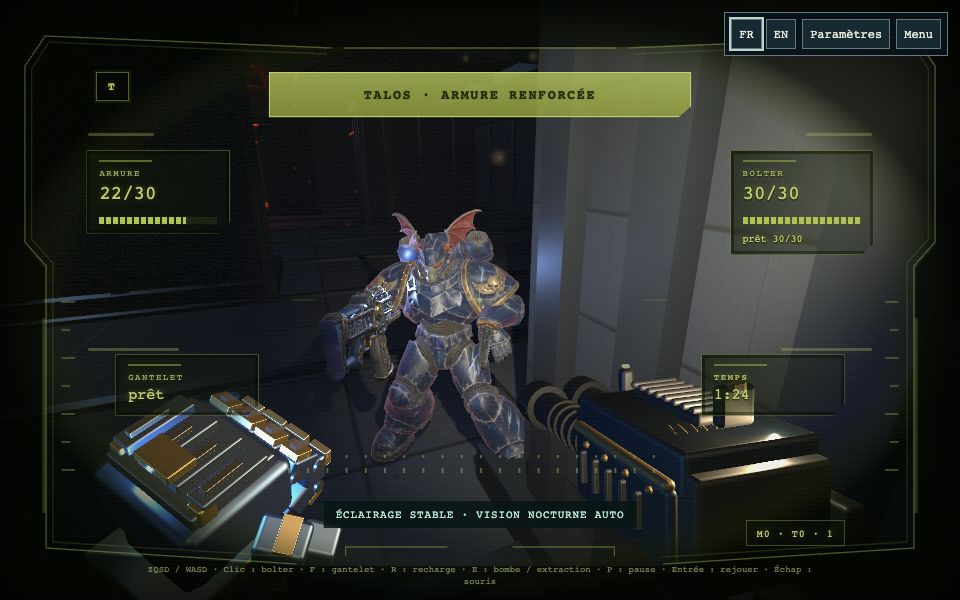 FR EN Paramètres Menu
T
TALOS · ARMURE RENFORCÉE
ARMURE
22/30
BOLTER
30/30
prêt 30/30
GANTELET
prêt
TEMPS
1:24
ÉCLAIRAGE STABLE · VISION NOCTURNE AUTO
M0 · T0 · 1
ZQSD / WASD · Clic : bolter · F : gantelet · R : recharge · E : bombe / extraction · P : pause · Entrée : rejouer · Échap :
souris